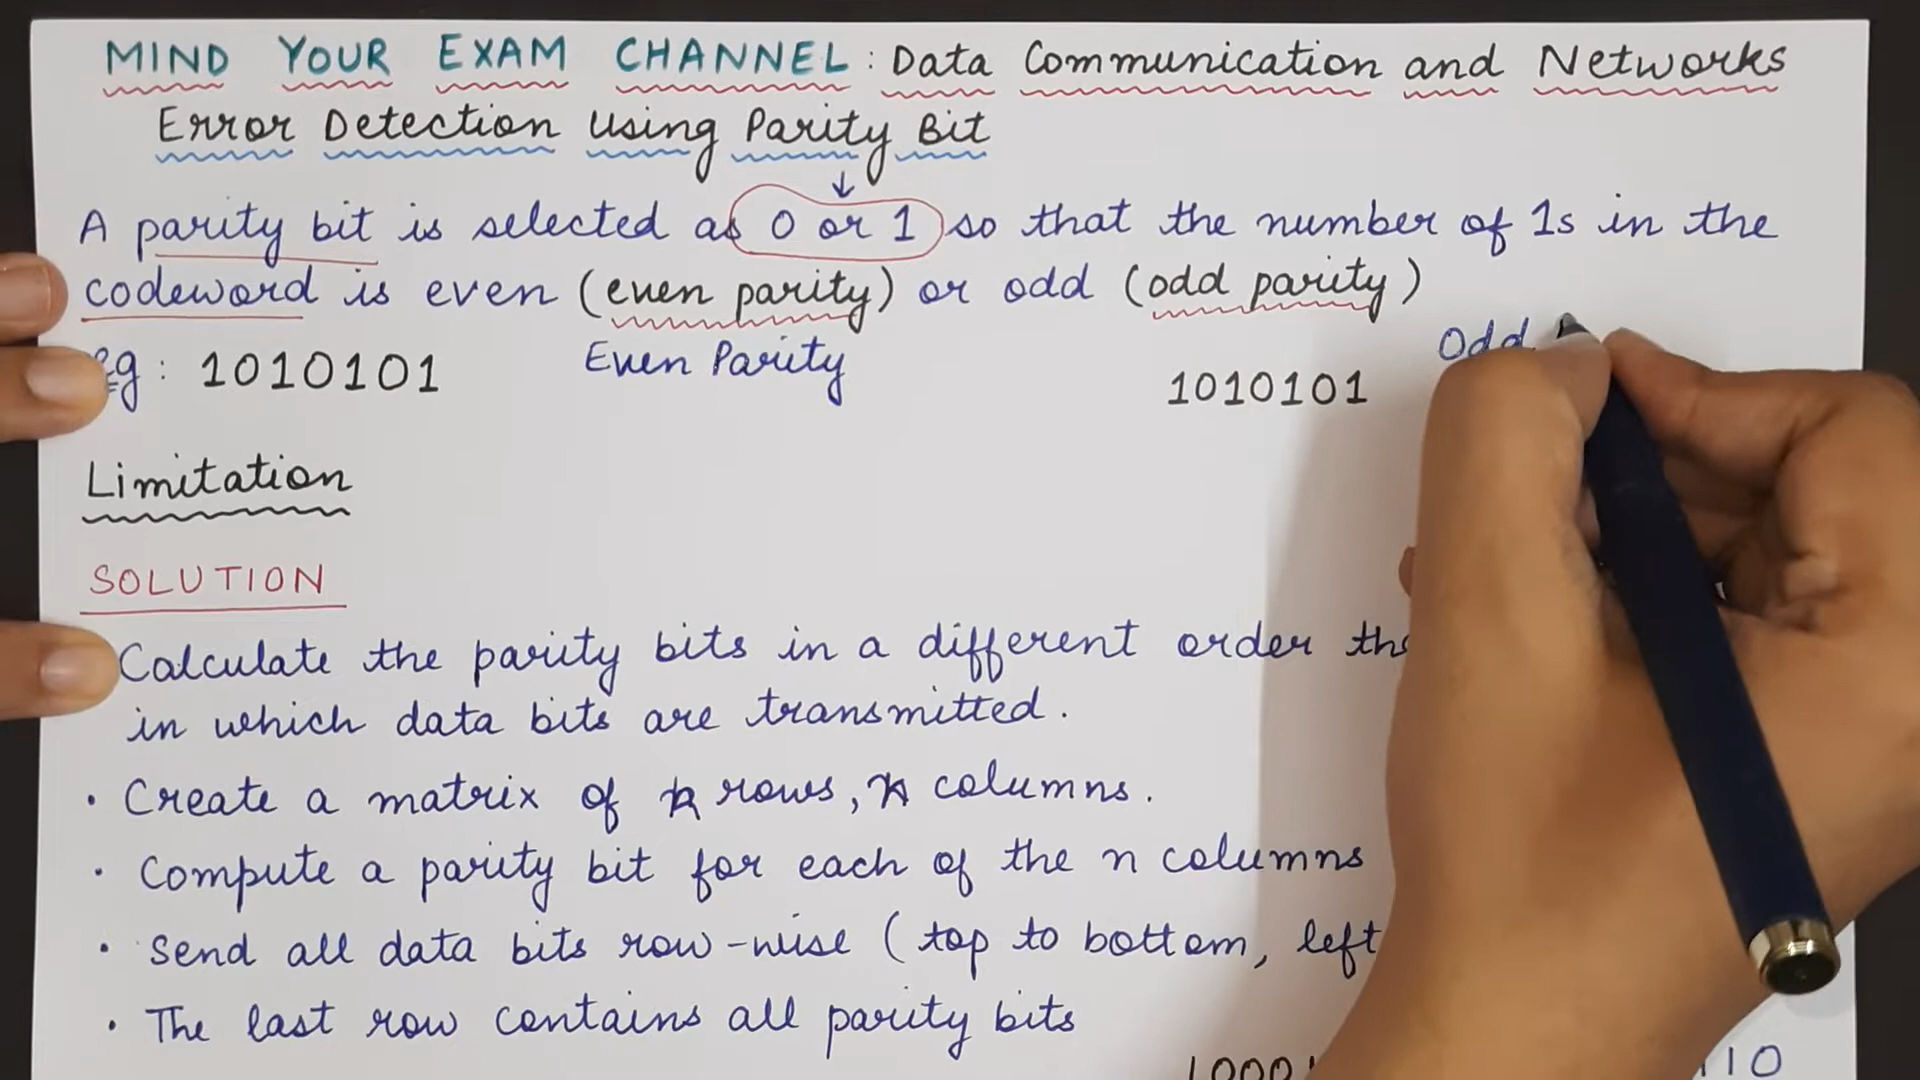 MIND YOUR EXAM CHANNEL : Data Communication and Networks
Error Detection Using Parity Bit
A parity bit is selected as 0 or 1 so that the number of 1s in the
codeword is even (even parity) or odd (odd parity)
Eg : 1010101 Even Parity 1010101 Odd
Limitation
SOLUTION
Calculate the parity bits in a different order
in which data bits are transmitted.
• Create a matrix of rows, columns.
• Compute a parity bit for each of the n columns
• Send all data bits row-wise (top to bottom, left
• The last row contains all parity bits